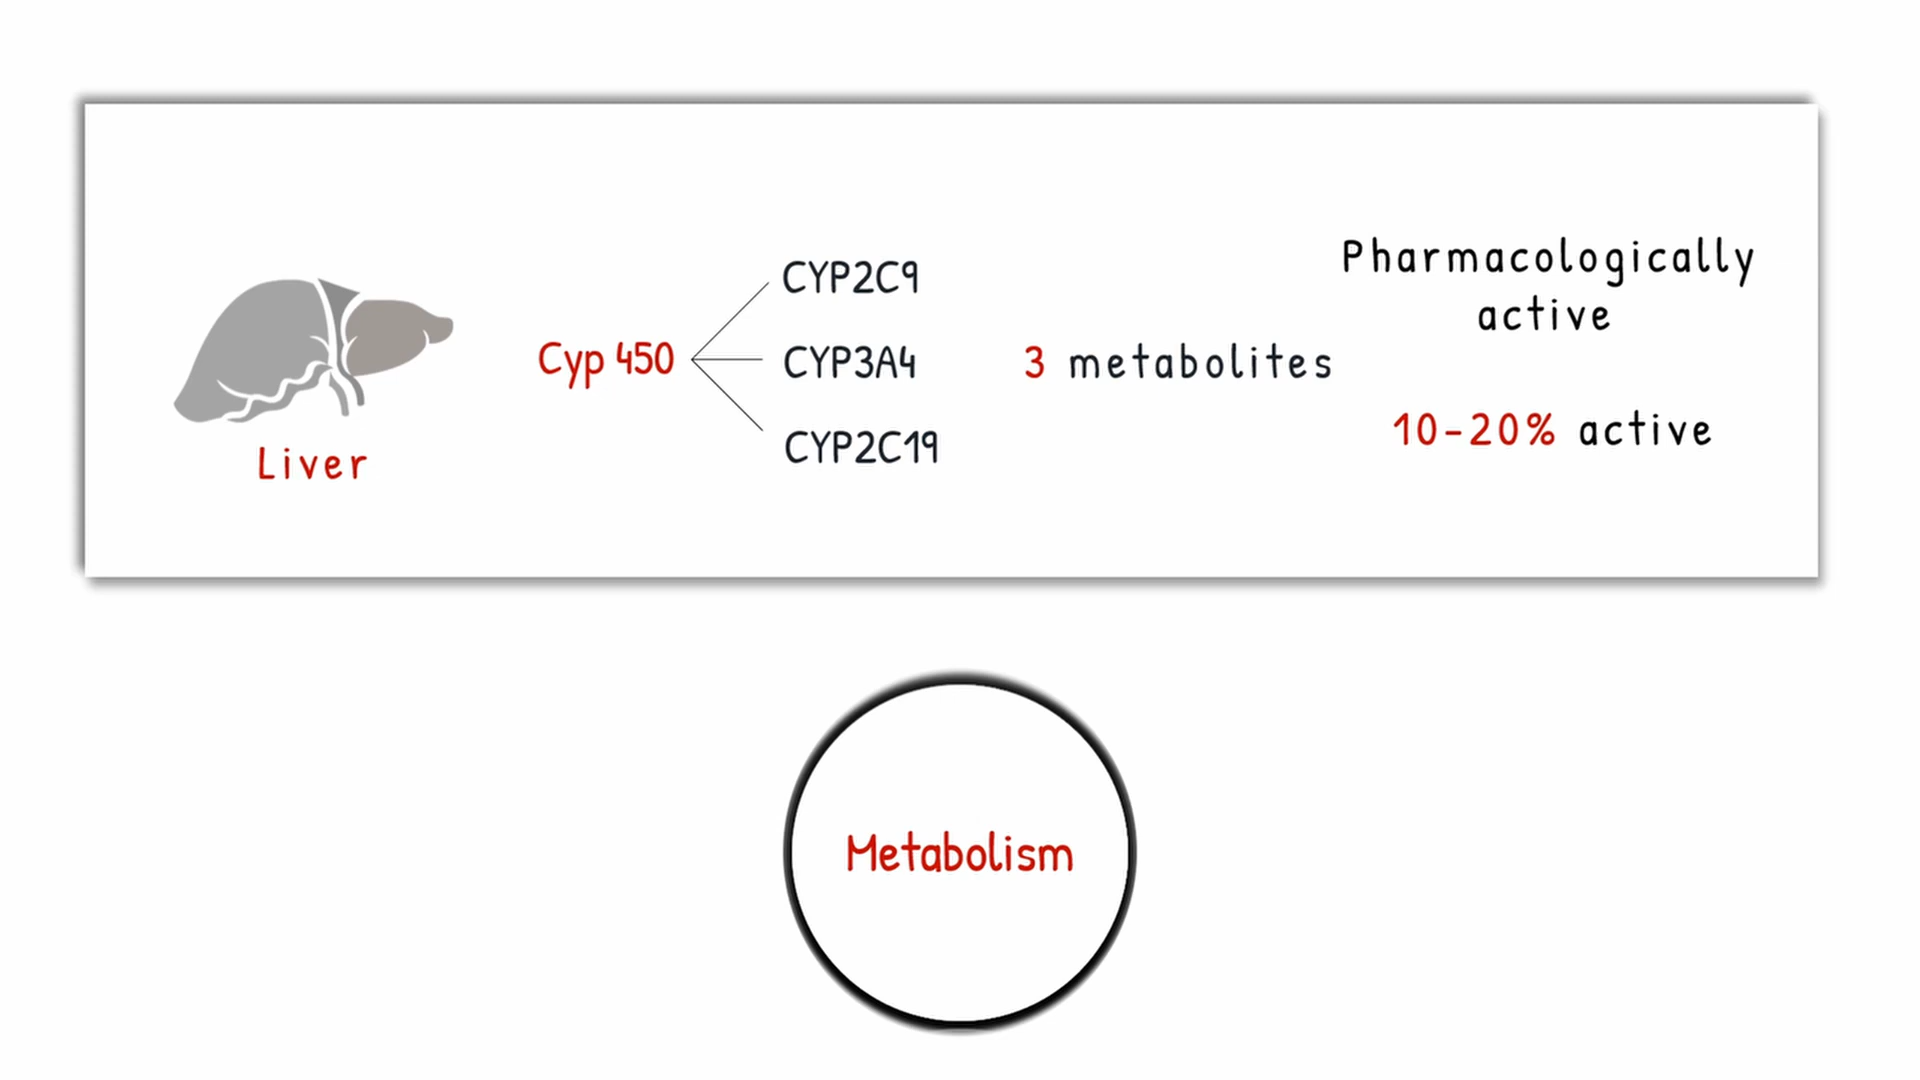 Liver
Cyp 450
CYP2C9
CYP3A4
CYP2C19
3 metabolites
Pharmacologically
active
10-20% active
Metabolism